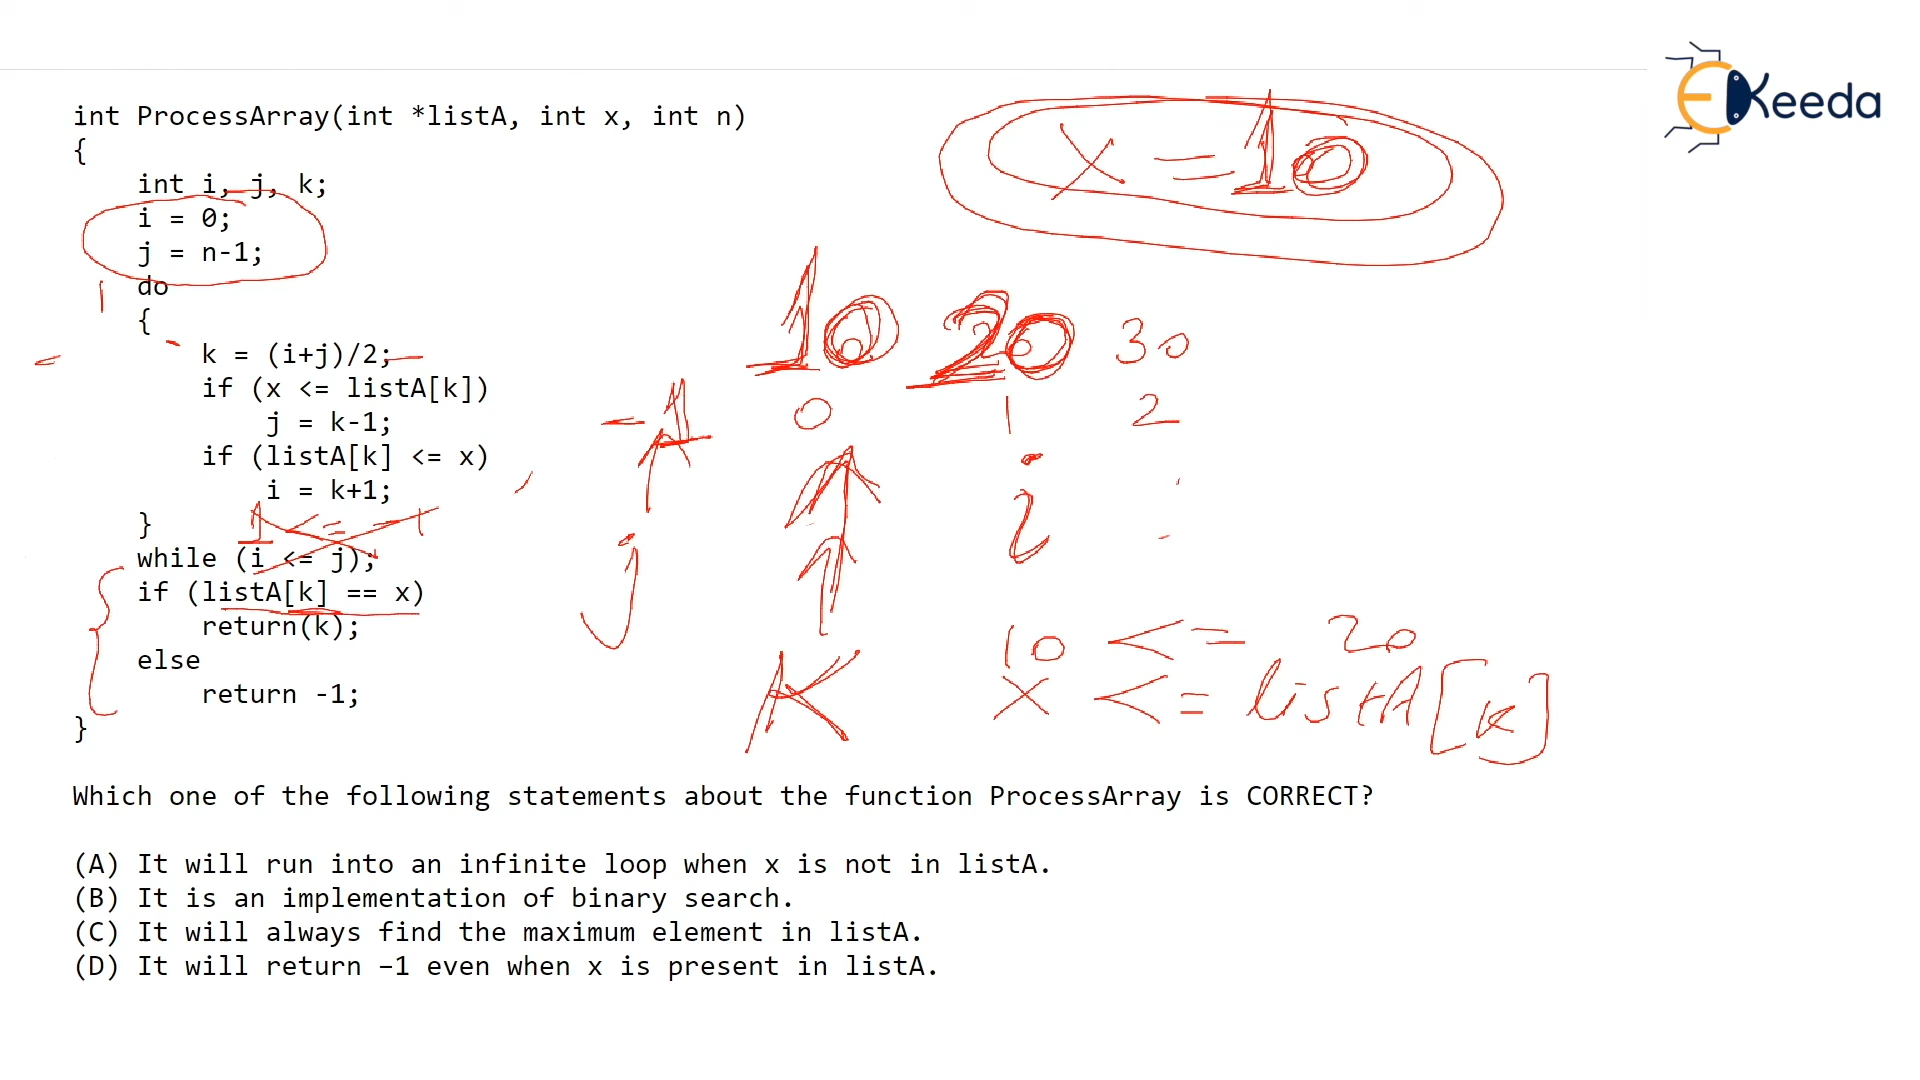 EKeeda
int ProcessArray(int *listA, int x, int n)
{
int i, j, k;
i = 0;
j = n-1;
do
{
k = (i+j)/2;
if (x <= listA[k])
j = k-1;
if (listA[k] <= x)
i = k+1;
}
while (i <= j);
if (listA[k] == x)
return(k);
else
return -1;
}
x = 10
10 20 30
-1 0 1 2
i
j
1 <= -1
K
10 <= 20
x <= listA[k]
Which one of the following statements about the function ProcessArray is CORRECT?
(A) It will run into an infinite loop when x is not in listA.
(B) It is an implementation of binary search.
(C) It will always find the maximum element in listA.
(D) It will return –1 even when x is present in listA.